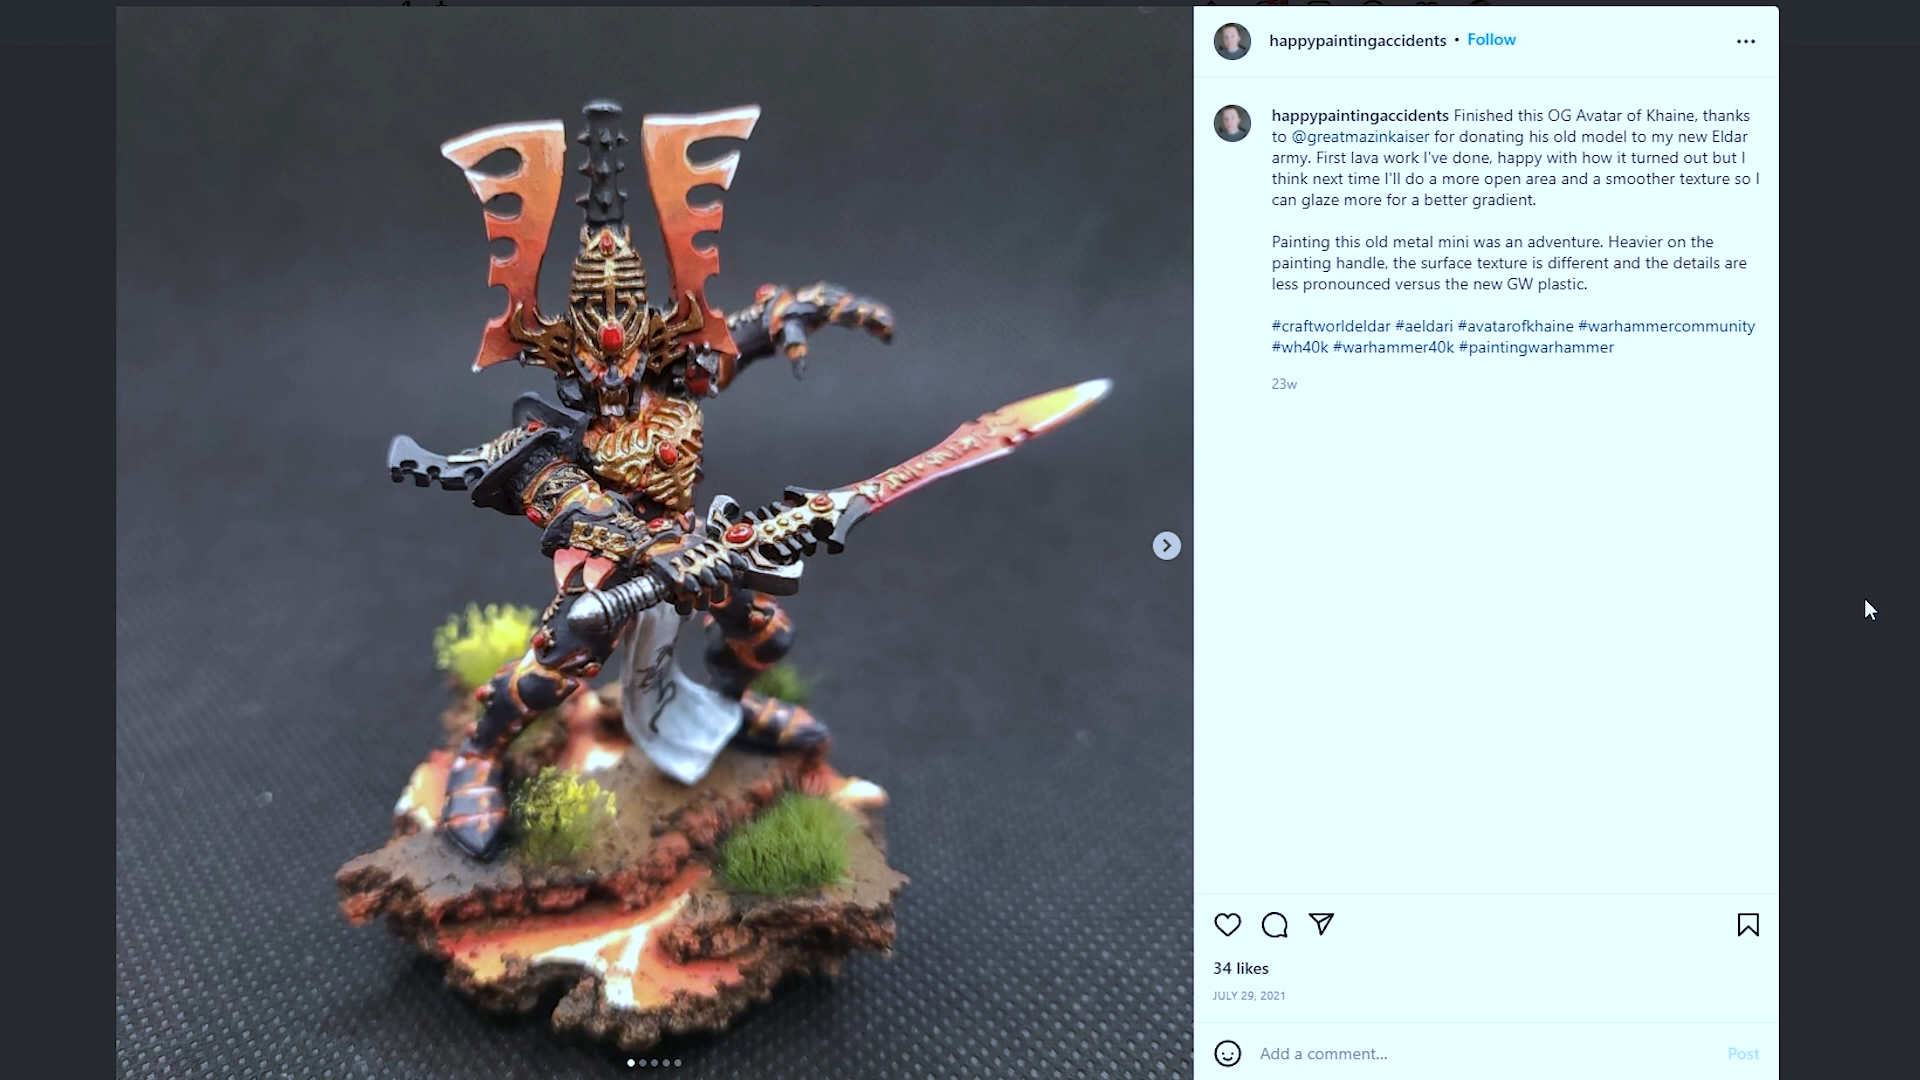 happypaintingaccidents • Follow
happypaintingaccidents Finished this OG Avatar of Khaine, thanks
to @greatmazinkaiser for donating his old model to my new Eldar
army. First lava work I've done, happy with how it turned out but I
think next time I'll do a more open area and a smoother texture so I
can glaze more for a better gradient.
Painting this old metal mini was an adventure. Heavier on the
painting handle, the surface texture is different and the details are
less pronounced versus the new GW plastic.
#craftworldeldar #aeldari #avatarofkhaine #warhammercommunity
#wh40k #warhammer40k #paintingwarhammer
23w
34 likes
JULY 29, 2021
Add a comment...
Post